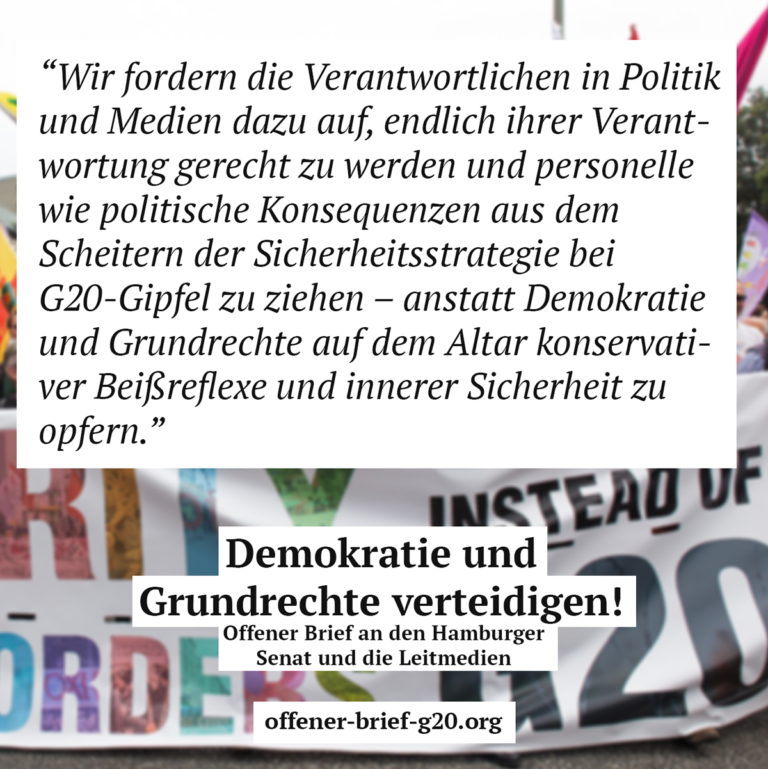 “Wir fordern die Verantwortlichen in Politik
und Medien dazu auf, endlich ihrer Verant-
wortung gerecht zu werden und personelle
wie politische Konsequenzen aus dem
Scheitern der Sicherheitsstrategie bei
G20-Gipfel zu ziehen – anstatt Demokratie
und Grundrechte auf dem Altar konservati-
ver Beißreflexe und innerer Sicherheit zu
opfern.”
INSTEAD OF
G20
Demokratie und
Grundrechte verteidigen!
Offener Brief an den Hamburger
Senat und die Leitmedien
offener-brief-g20.org